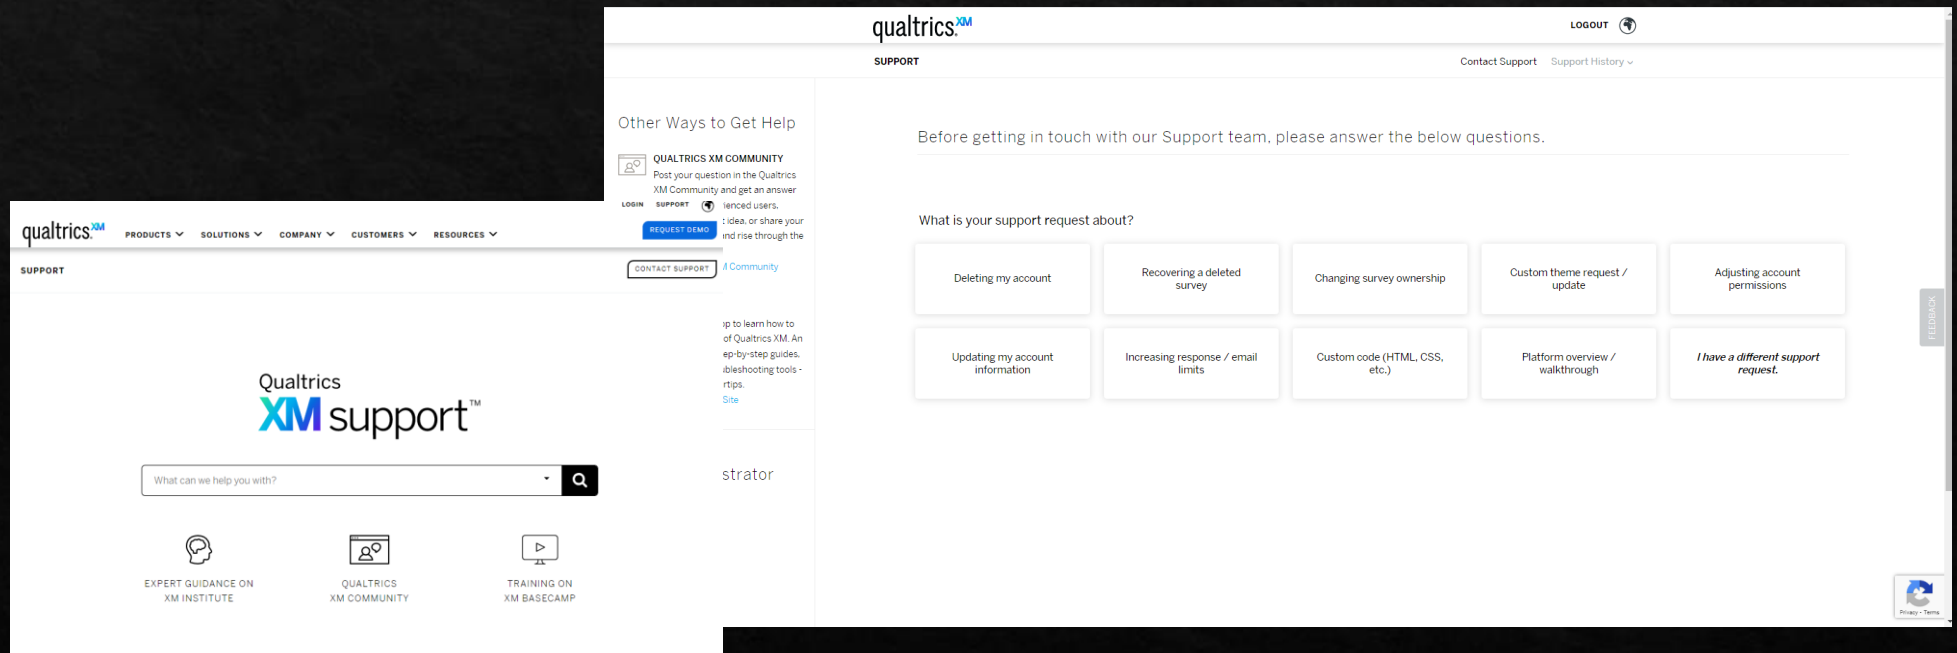 qualtrics.XM
LOGOUT
SUPPORT
Contact Support
Support History
Other Ways to Get Help
QUALTRICS XM COMMUNITY
Post your question in the Qualtrics
XM Community and get an answer
ienced users.
idea, or share your
and rise through the
Community
pp to learn how to
of Qualtrics XM. An
ep-by-step guides,
ubleshooting tools -
rtips.
Site
strator
Before getting in touch with our Support team, please answer the below questions.
What is your support request about?
Deleting my account
Recovering a deleted
survey
Changing survey ownership
Custom theme request /
update
Adjusting account
permissions
Updating my account
information
Increasing response / email
limits
Custom code (HTML, CSS,
etc.)
Platform overview /
walkthrough
I have a different support
request.
FEEDBACK
Privacy - Terms
LOGIN
SUPPORT
qualtrics.XM
PRODUCTS
SOLUTIONS
COMPANY
CUSTOMERS
RESOURCES
REQUEST DEMO
SUPPORT
CONTACT SUPPORT
Qualtrics
XM support™
What can we help you with?
EXPERT GUIDANCE ON
XM INSTITUTE
QUALTRICS
XM COMMUNITY
TRAINING ON
XM BASECAMP